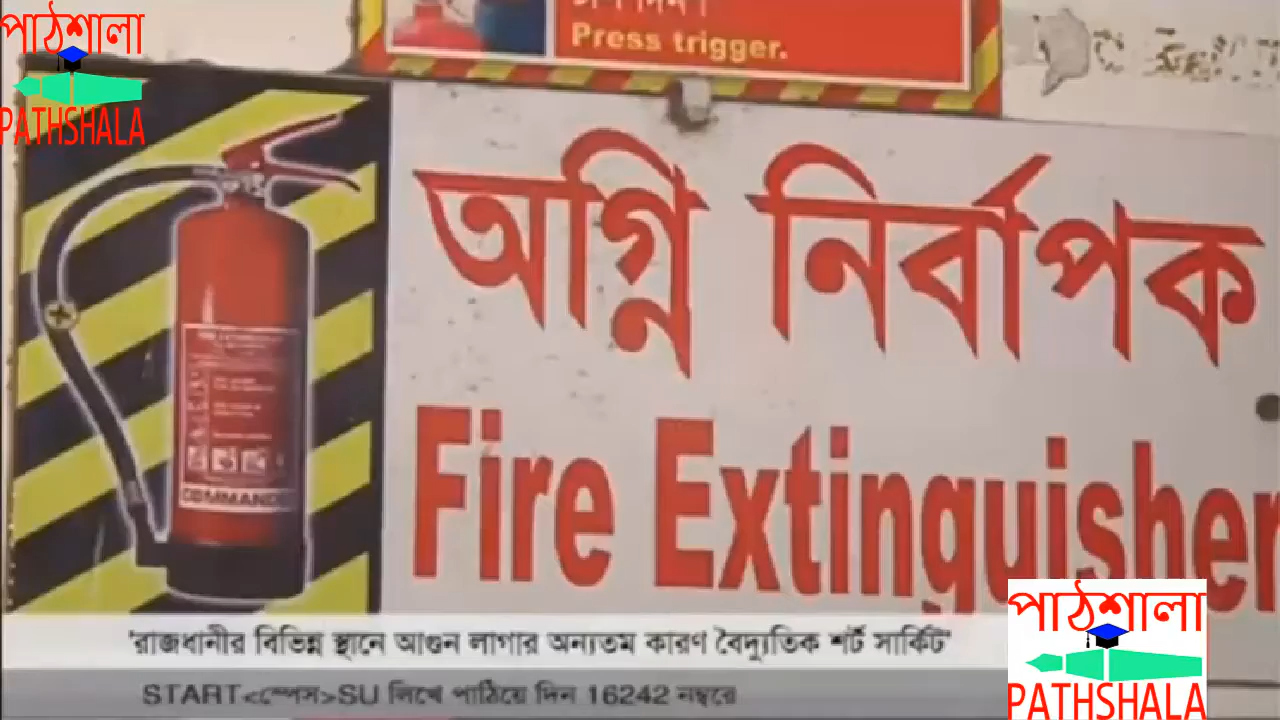 পাঠশালা
PATHSHALA
চাপ দিন।
Press trigger.
অগ্নি নির্বাপক
Fire Extinguisher
COMMANDER
'রাজধানীর বিভিন্ন স্থানে আগুন লাগার অন্যতম কারণ বৈদ্যুতিক শর্ট সার্কিট'
START<স্পেস>SU লিখে পাঠিয়ে দিন 16242 নম্বরে
পাঠশালা
PATHSHALA